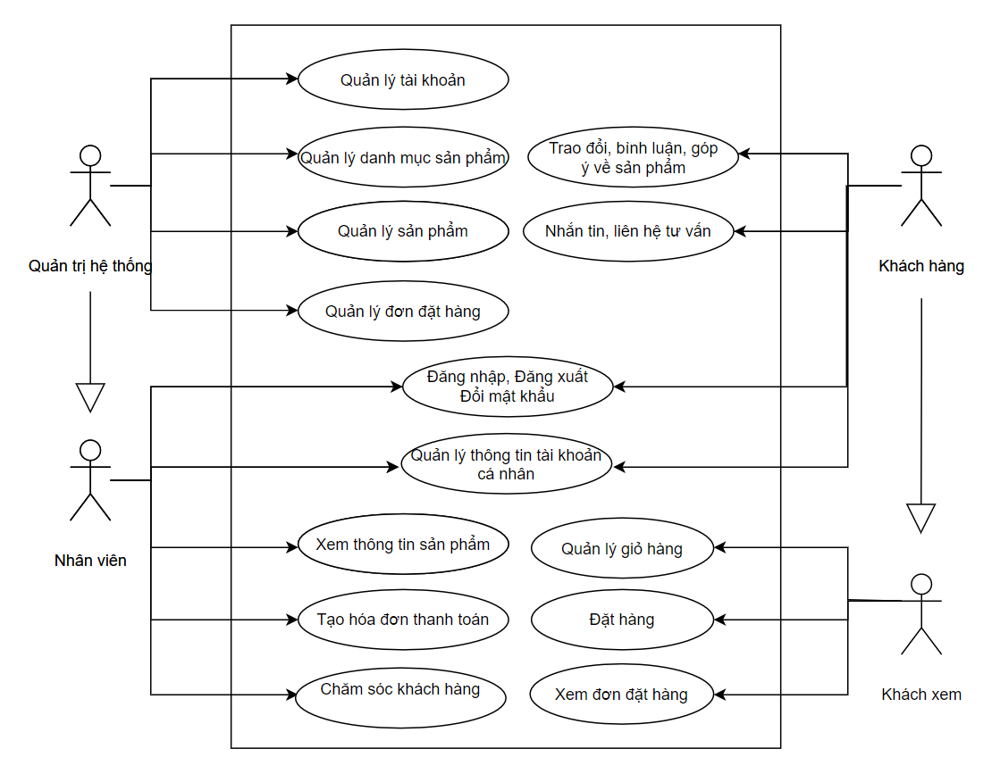 Quản lý tài khoản
Quản lý danh mục sản phẩm
Trao đổi, bình luận, góp
ý về sản phẩm
Quản lý sản phẩm
Nhắn tin, liên hệ tư vấn
Quản trị hệ thống
Khách hàng
Quản lý đơn đặt hàng
Đăng nhập, Đăng xuất
Đổi mật khẩu
Quản lý thông tin tài khoản
cá nhân
Xem thông tin sản phẩm
Quản lý giỏ hàng
Nhân viên
Tạo hóa đơn thanh toán
Đặt hàng
Chăm sóc khách hàng
Xem đơn đặt hàng
Khách xem